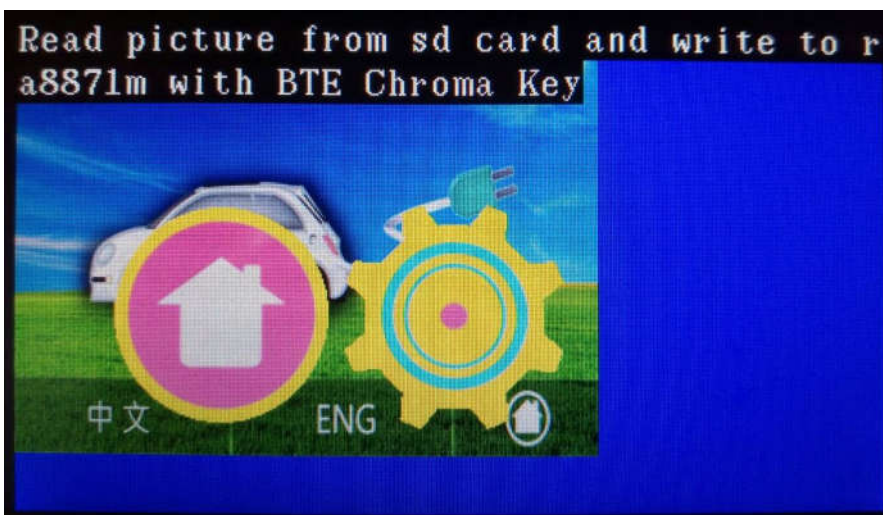 Read picture from sd card and write to r
a8871m with BTE Chroma Key
中文
ENG